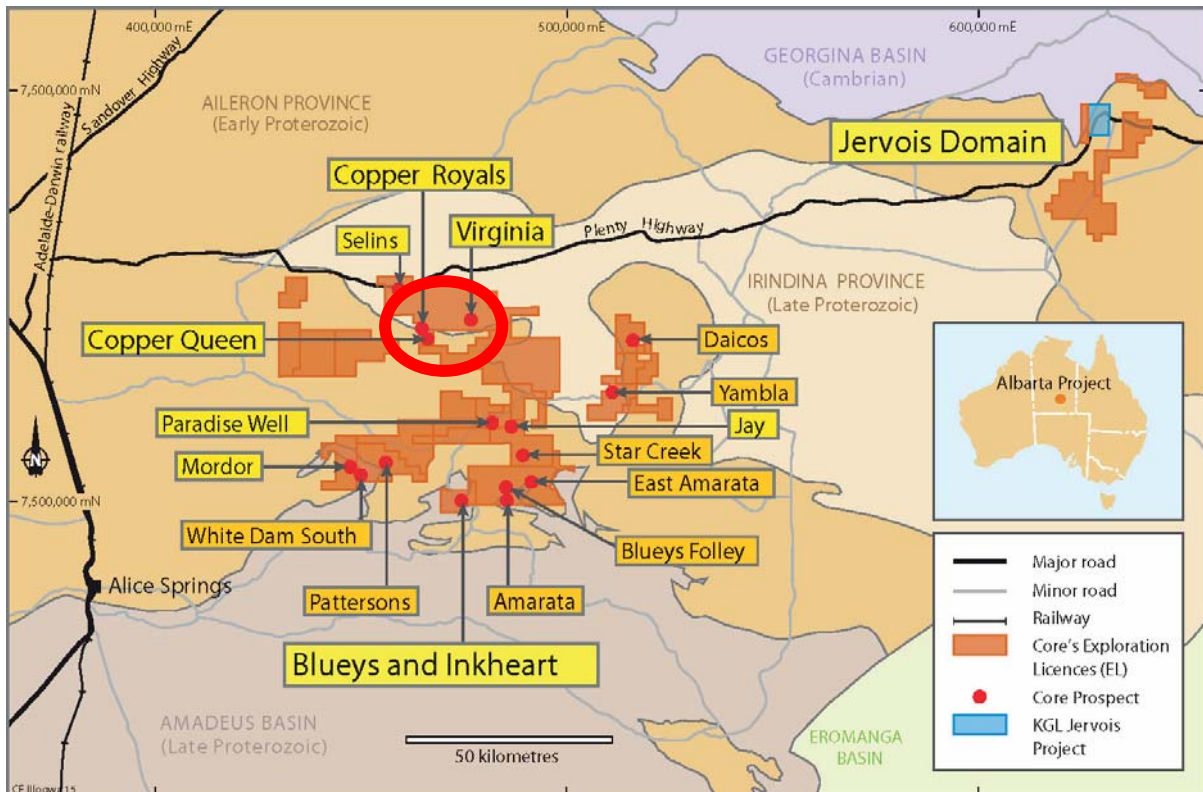 400,000 mE
500,000 mE
600,000 mE
Sandover Highway
GEORGINA BASIN
(Cambrian)
7,500,000 mN
AILERON PROVINCE
(Early Proterozoic)
Adelaide-Darwin railway
Jervois Domain
Copper Royals
Selins
Virginia
Plenty Highway
IRINDINA PROVINCE
(Late Proterozoic)
Copper Queen
Daicos
Albarta Project
Yambla
Paradise Well
Jay
Star Creek
Mordor
East Amarata
N
7,500,000 mN
White Dam South
Blueys Folley
Alice Springs
Pattersons
Amarata
Blueys and Inkheart
AMADEUS BASIN
(Late Proterozoic)
50 kilometres
EROMANGA
BASIN
Major road
Minor road
Railway
Core's Exploration
Licences (EL)
Core Prospect
KGL Jervois
Project